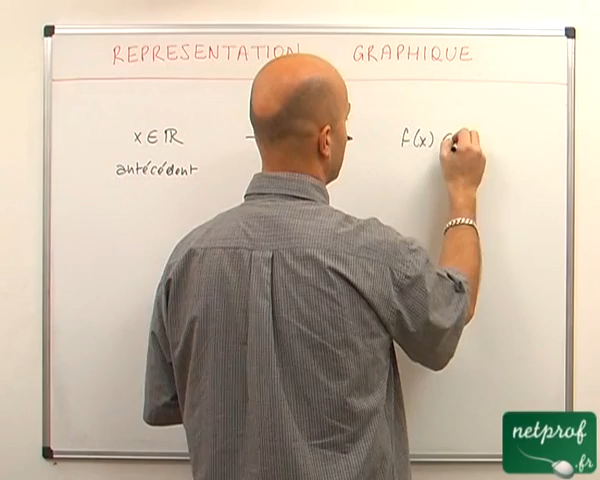 REPRESENTATION GRAPHIQUE
x ∈ ℝ f(x)
antécédent
netprof
.fr